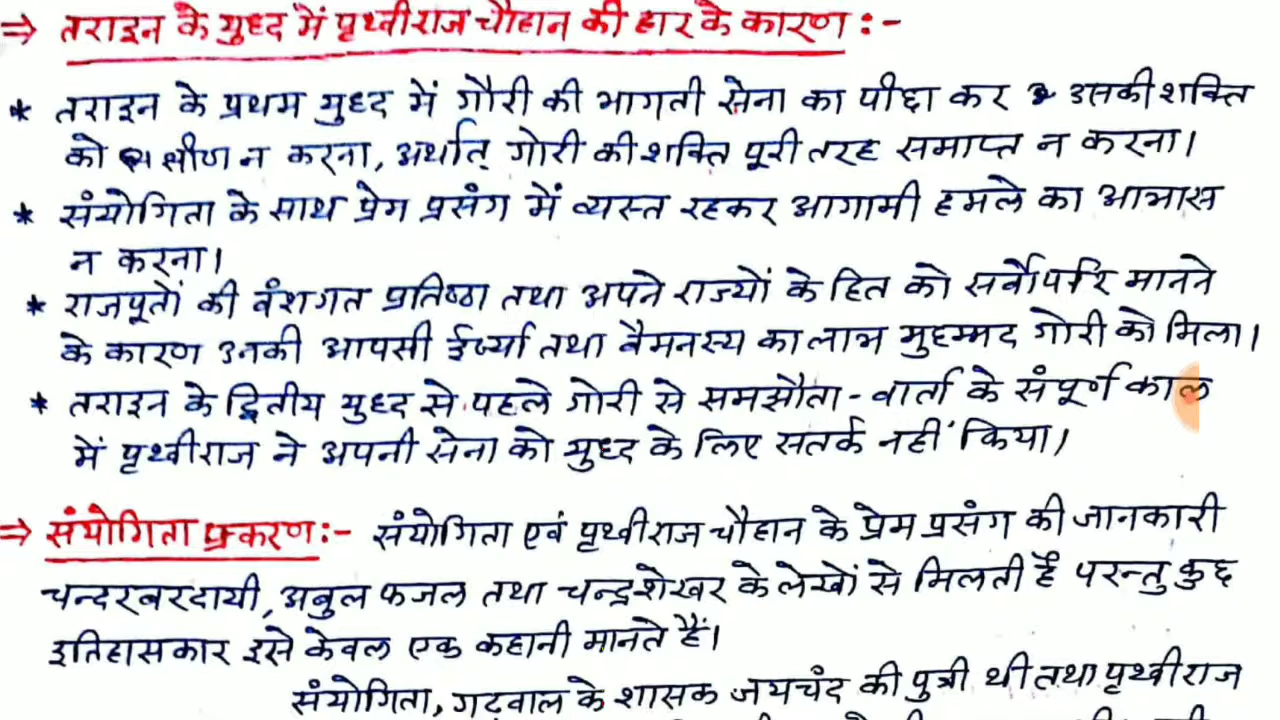 ⇒ तराइन के युध्द में पृथ्वीराज चौहान की हार के कारण :-
* तराइन के प्रथम युध्द में गौरी की भागती सेना का पीछा कर उसकी शक्ति
को क्षीण न करना, अर्थात् गोरी की शक्ति पूरी तरह समाप्त न करना।
* संयोगिता के साथ प्रेम प्रसंग में व्यस्त रहकर आगामी हमले का आभास
न करना।
* राजपूतों की वंशगत प्रतिष्ठा तथा अपने राज्यों के हित को सर्वोपरि मानने
के कारण उनकी आपसी ईर्ष्या तथा वैमनस्य का लाभ मुहम्मद गोरी को मिला।
* तराइन के द्वितीय युध्द से पहले गोरी से समझौता-वार्ता के संपूर्ण काल
में पृथ्वीराज ने अपनी सेना को युध्द के लिए सतर्क नहीं किया।
⇒ संयोगिता प्रकरण :- संयोगिता एवं पृथ्वीराज चौहान के प्रेम प्रसंग की जानकारी
चन्दरबरदायी, अबुल फजल तथा चन्द्रशेखर के लेखों से मिलती है परन्तु कुछ
इतिहासकार इसे केवल एक कहानी मानते हैं।
संयोगिता, गढ़वाल के शासक जयचंद की पुत्री थी तथा पृथ्वीराज